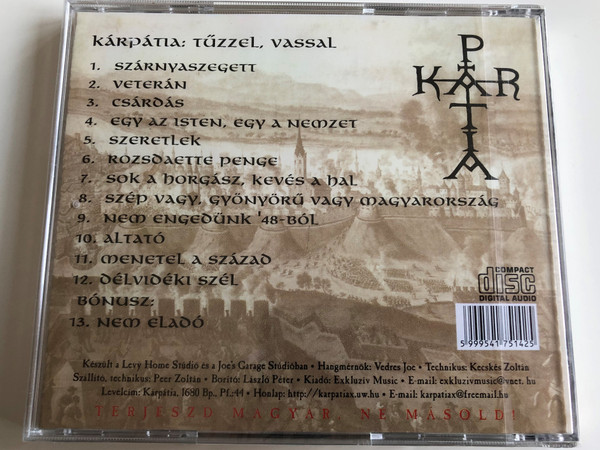 KÁRPÁTIA: TŰZZEL, VASSAL
1. SZÁRNYASZEGETT
2. VETERÁN
3. CSÁRDÁS
4. EGY AZ ISTEN, EGY A NEMZET
5. SZERETLEK
6. ROZSDAETTE PENGE
7. SOK A HORGÁSZ, KEVÉS A HAL
8. SZÉP VAGY, GYÖNYÖRŰ VAGY MAGYARORSZÁG
9. NEM ENGEDÜNK '48-BÓL
10. ALTATÓ
11. MENETEL A SZÁZAD
12. DÉLVIDÉKI SZÉL
BÓNUSZ:
13. NEM ELADÓ
KÁRPÁTIA
COMPACT
disc
DIGITAL AUDIO
5 999541 751425
Készült a Levy Home Stúdió és a Joe's Garage Stúdióban • Hangmérnök: Vedres Joe • Technikus: Kecskés Zoltán
Szállító, technikus: Peer Zoltán • Borító: László Péter • Kiadó: Exkluzív Music • E-mail: exkluzivmusic@vnet.hu
Levelcím: Kárpátia, 1680 Bp., Pf.:44 • Honlap: http://karpatiax.uw.hu • E-mail: karpatiax@freemail.hu
TERJESZD MAGYAR, NE MÁSOLD!